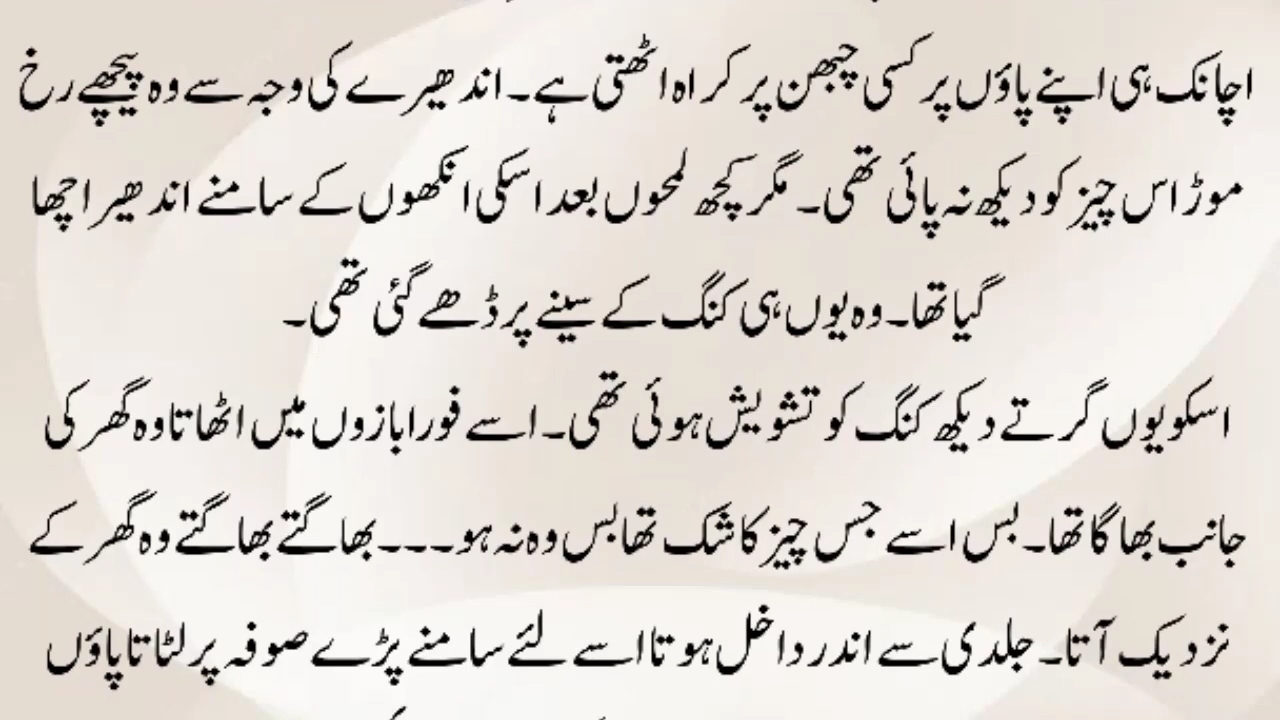 اچانک ہی اپنے پاؤں پر کسی چبھن پر کراہ اٹھتی ہے۔ اندھیرے کی وجہ سے وہ پیچھے رخ
موڑ اس چیز کو دیکھ نہ پائی تھی۔ مگر کچھ لمحوں بعد اسکی انکھوں کے سامنے اندھیرا چھا
گیا تھا۔ وہ یوں ہی کنگ کے سینے پر ڈھے گئی تھی۔
اسکو یوں گرتے دیکھ کنگ کو تشویش ہوئی تھی۔ اسے فورا بازوں میں اٹھاتا وہ گھر کی
جانب بھاگا تھا۔ بس اسے جس چیز کا شک تھا بس وہ نہ ہو۔۔۔ بھاگتے بھاگتے وہ گھر کے
نزدیک آتا۔ جلدی سے اندر داخل ہوتا اسے لئے سامنے پڑے صوفہ پر لٹاتا پاؤں